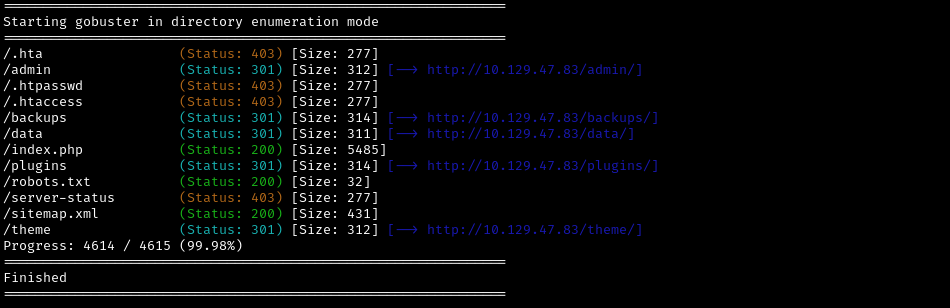 ===============================================================
Starting gobuster in directory enumeration mode
===============================================================
/.hta                 (Status: 403) [Size: 277]
/admin                (Status: 301) [Size: 312] [--> http://10.129.47.83/admin/]
/.htpasswd            (Status: 403) [Size: 277]
/.htaccess            (Status: 403) [Size: 277]
/backups              (Status: 301) [Size: 314] [--> http://10.129.47.83/backups/]
/data                 (Status: 301) [Size: 311] [--> http://10.129.47.83/data/]
/index.php            (Status: 200) [Size: 5485]
/plugins              (Status: 301) [Size: 314] [--> http://10.129.47.83/plugins/]
/robots.txt           (Status: 200) [Size: 32]
/server-status        (Status: 403) [Size: 277]
/sitemap.xml          (Status: 200) [Size: 431]
/theme                (Status: 301) [Size: 312] [--> http://10.129.47.83/theme/]
Progress: 4614 / 4615 (99.98%)
===============================================================
Finished
===============================================================